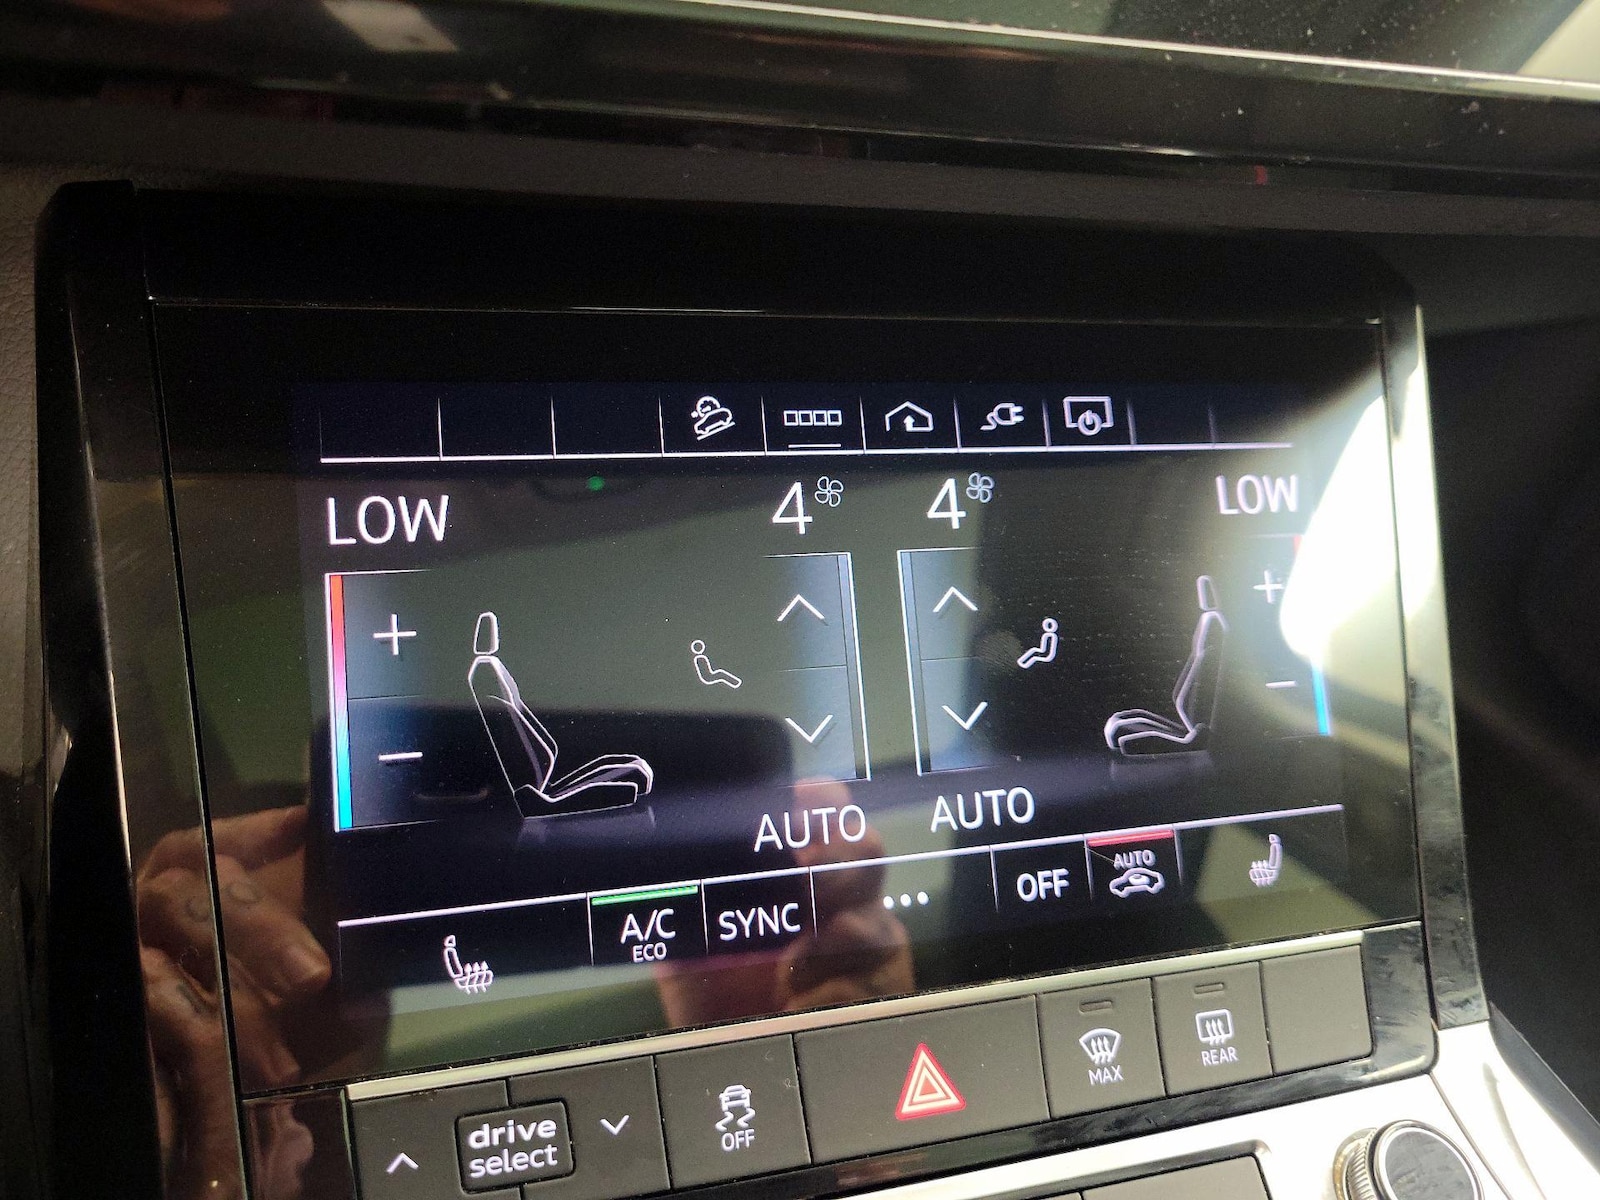 LOW 4 4 LOW
AUTO AUTO
A/C
ECO
SYNC
...
OFF
AUTO
drive
select
OFF
MAX
REAR